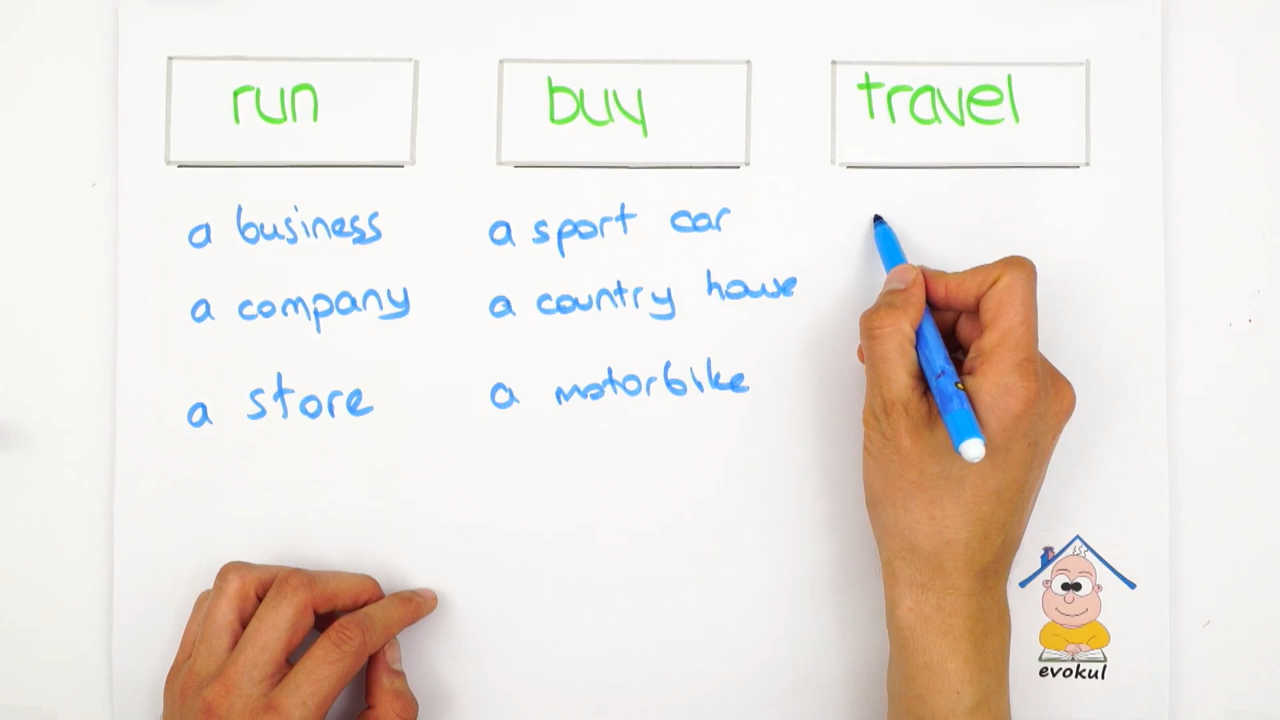 run
a business
a company
a store
buy
a sport car
a country house
a motorbike
travel
evokul